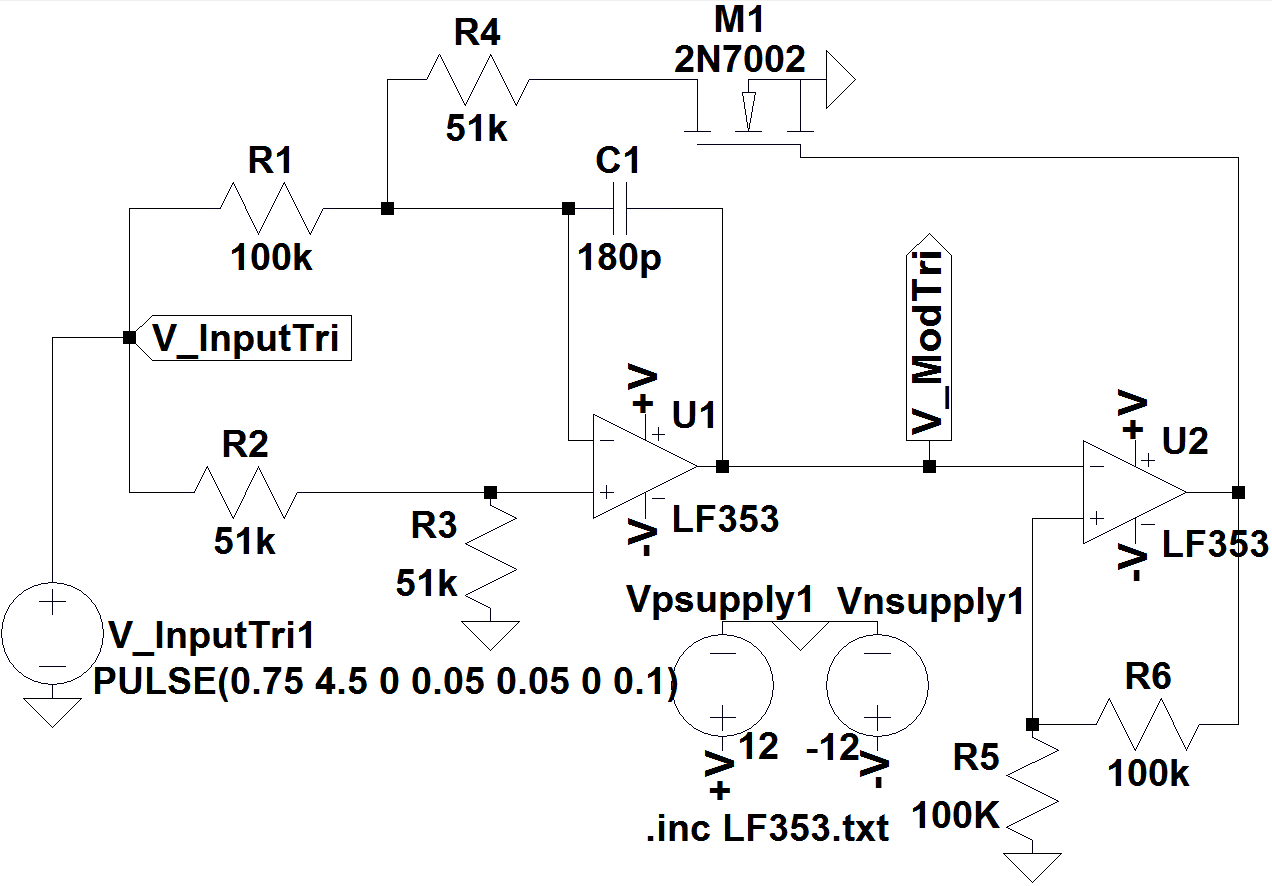 M1
R4
2N7002
51k
R1
C1
100k
180p
V_InputTri
V_ModTri
+V
U1
+V
U2
R2
R3
-V
LF353
51k
51k
-V
LF353
Vpsupply1
Vnsupply1
V_InputTri1
PULSE(0.75 4.5 0 0.05 0.05 0 0.1)
R6
12
-12
R5
+V
-V
100k
100K
.inc LF353.txt